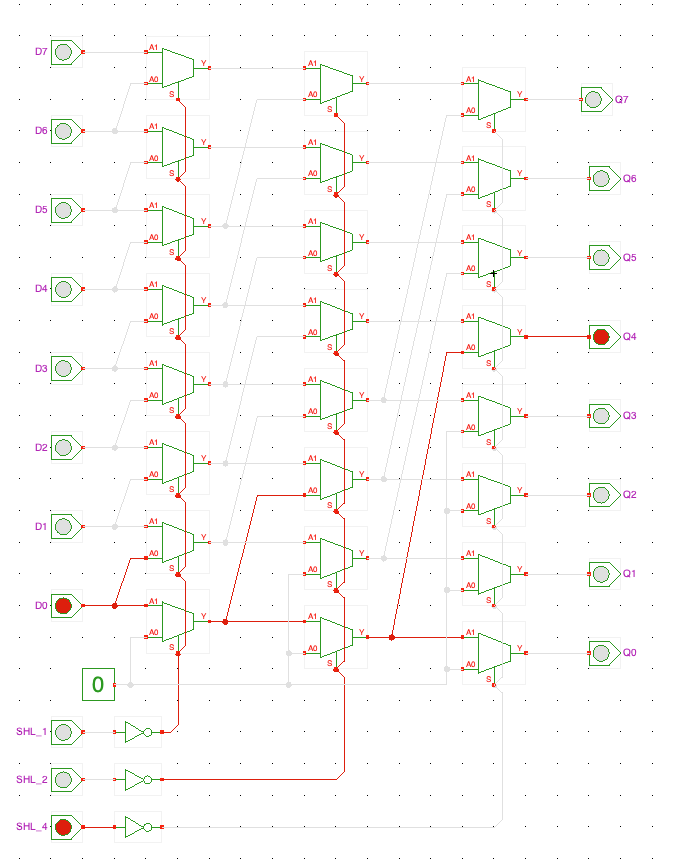 D7 A1
Y A1
A0 Y A1
S A0 Y Q7
S A0
D6 A1 S
Y A1
A0 Y A1
S A0 Y Q6
S A0
D5 A1 S
Y A1
A0 Y A1
S A0 Y Q5
S A0
D4 A1 S
Y A1
A0 Y A1
S A0 Y Q4
S A0
D3 A1 S
Y A1
A0 Y A1
S A0 Y Q3
S A0
D2 A1 S
Y A1
A0 Y A1
S A0 Y Q2
S A0
D1 A1 S
Y A1
A0 Y A1
S A0 Y Q1
S A0
D0 A1 S
Y A1
A0 Y A1
S A0 Y Q0
S A0
0 S
SHL_1
SHL_2
SHL_4